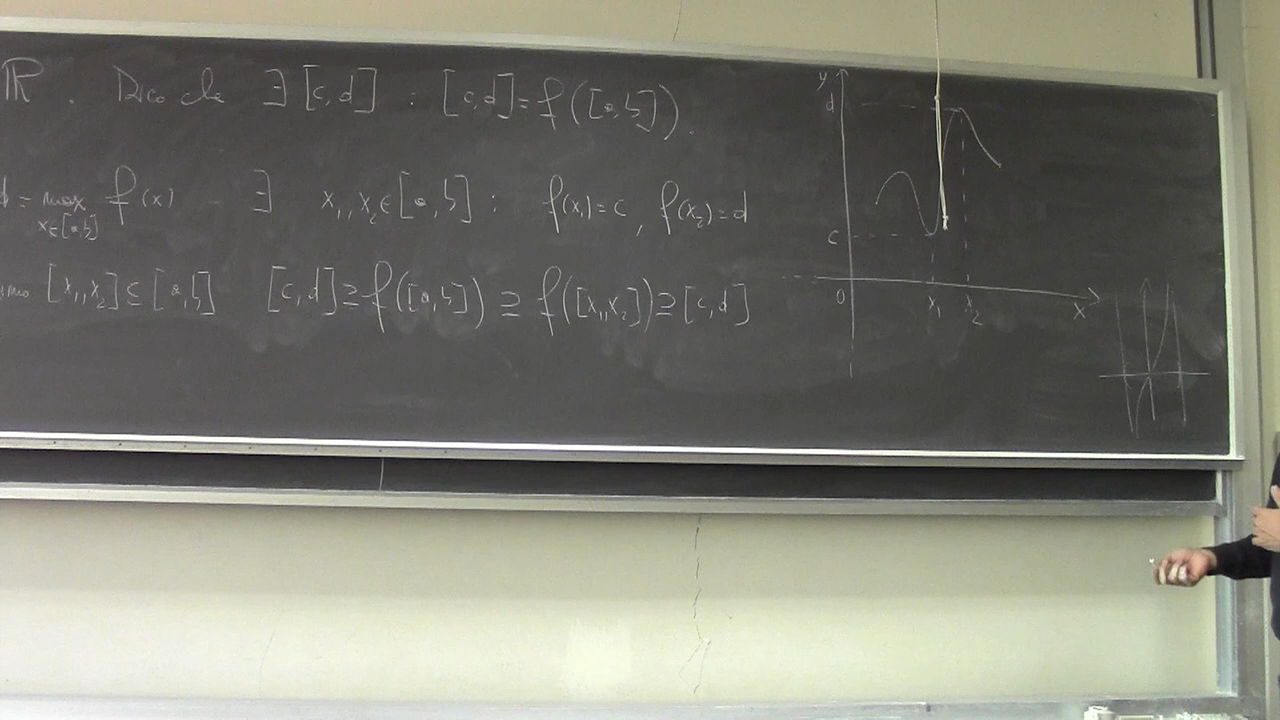 ℝ. Dico che ∃ [c,d] : [c,d]=f([a,b]).
d = max f(x) ∃ x₁,x₂∈[a,b] : f(x₁)=c, f(x₂)=d
x∈[a,b]
[x₁,x₂]⊆[a,b] [c,d]⊇f([a,b])⊇f([x₁,x₂])⊇[c,d]
y
d
c
0
x₁ x₂ x